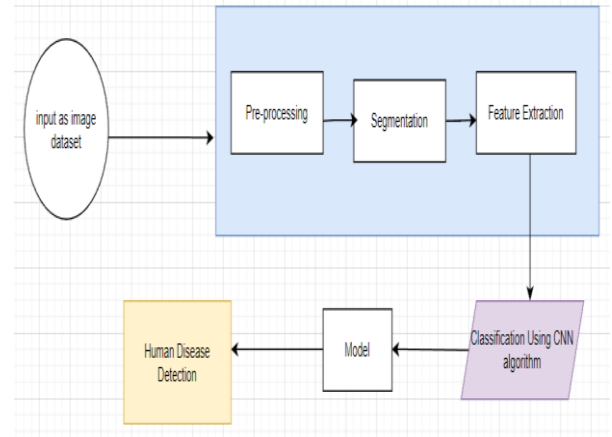 input as image
dataset
Pre-processing
Segmentation
Feature Extraction
Classification Using CNN
algorithm
Model
Human Disease
Detection